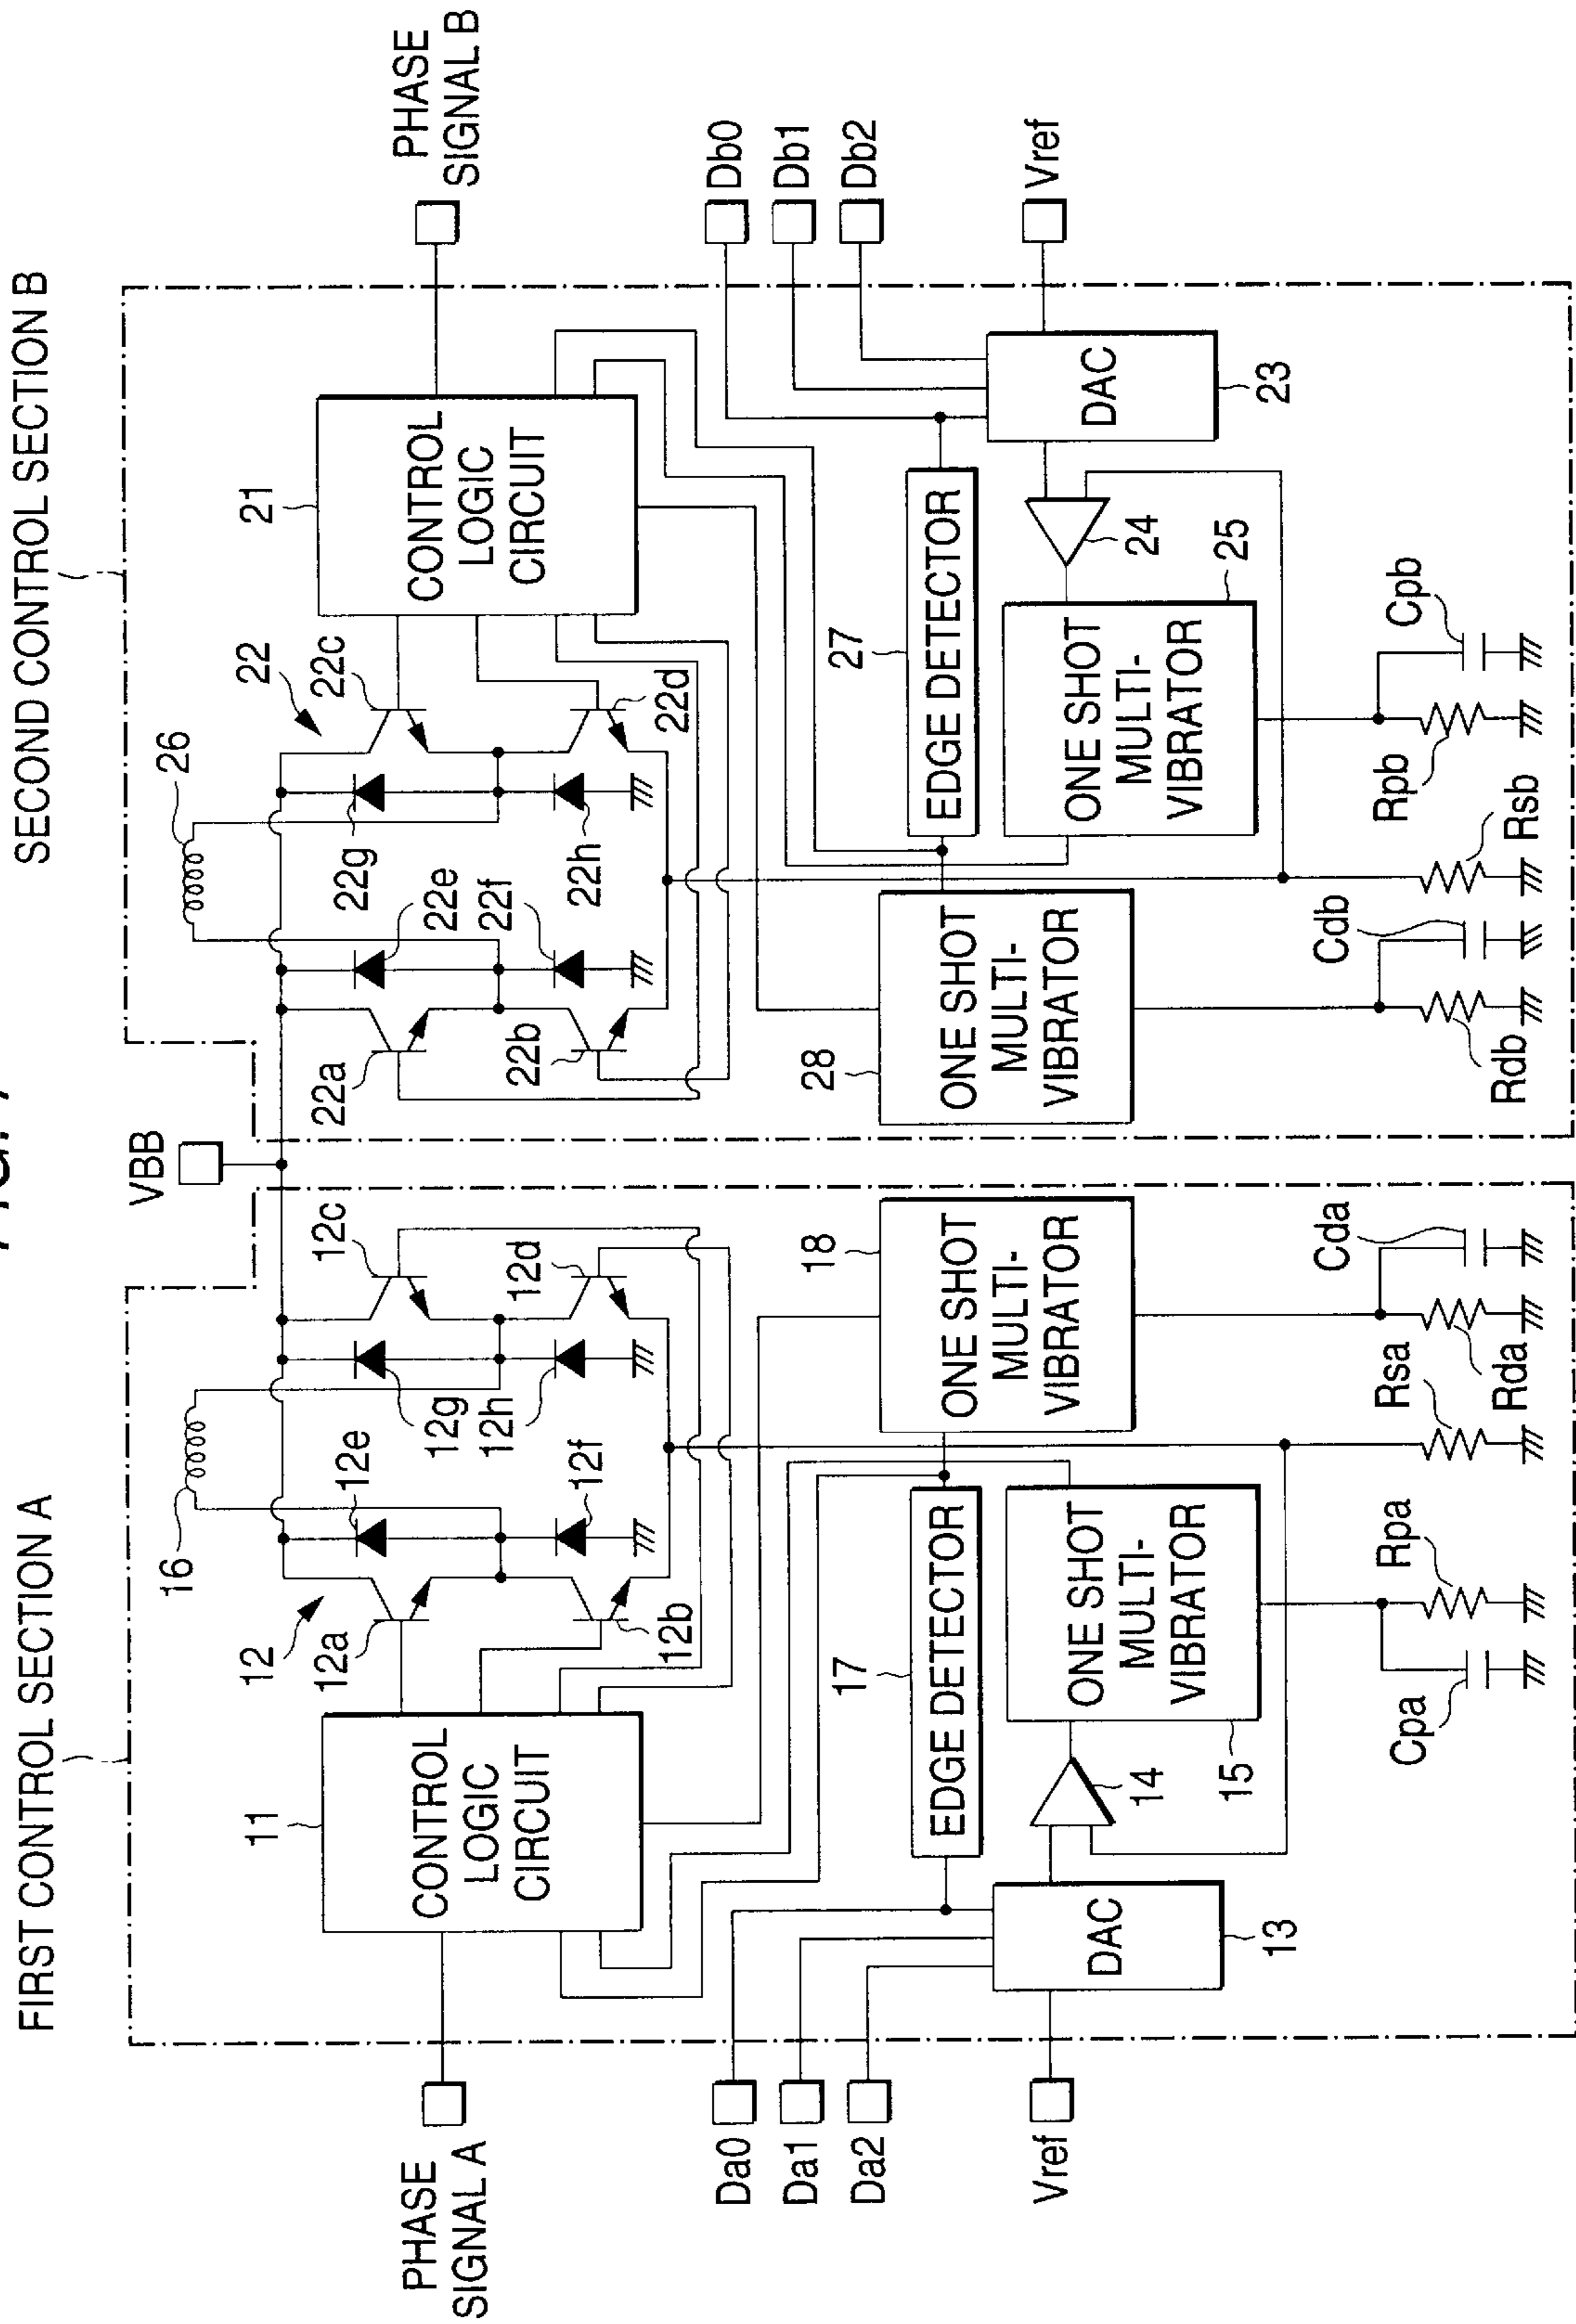 FIRST CONTROL SECTION A
SECOND CONTROL SECTION B
VBB
16
26
12
12a
12b
12c
12d
12e
12f
12g
12h
22
22a
22b
22c
22d
22e
22f
22g
22h
11
CONTROL
LOGIC
CIRCUIT
21
CONTROL
LOGIC
CIRCUIT
PHASE
SIGNAL A
PHASE
SIGNAL B
Da0
Da1
Da2
Vref
Db0
Db1
Db2
Vref
17
EDGE DETECTOR
18
ONE SHOT
MULTI-
VIBRATOR
28
ONE SHOT
MULTI-
VIBRATOR
27
EDGE DETECTOR
DAC
13
14
ONE SHOT
MULTI-
VIBRATOR
15
DAC
23
24
ONE SHOT
MULTI-
VIBRATOR
25
Cpa
Rpa
Rsa
Rda
Cda
Rdb
Cdb
Rsb
Rpb
Cpb